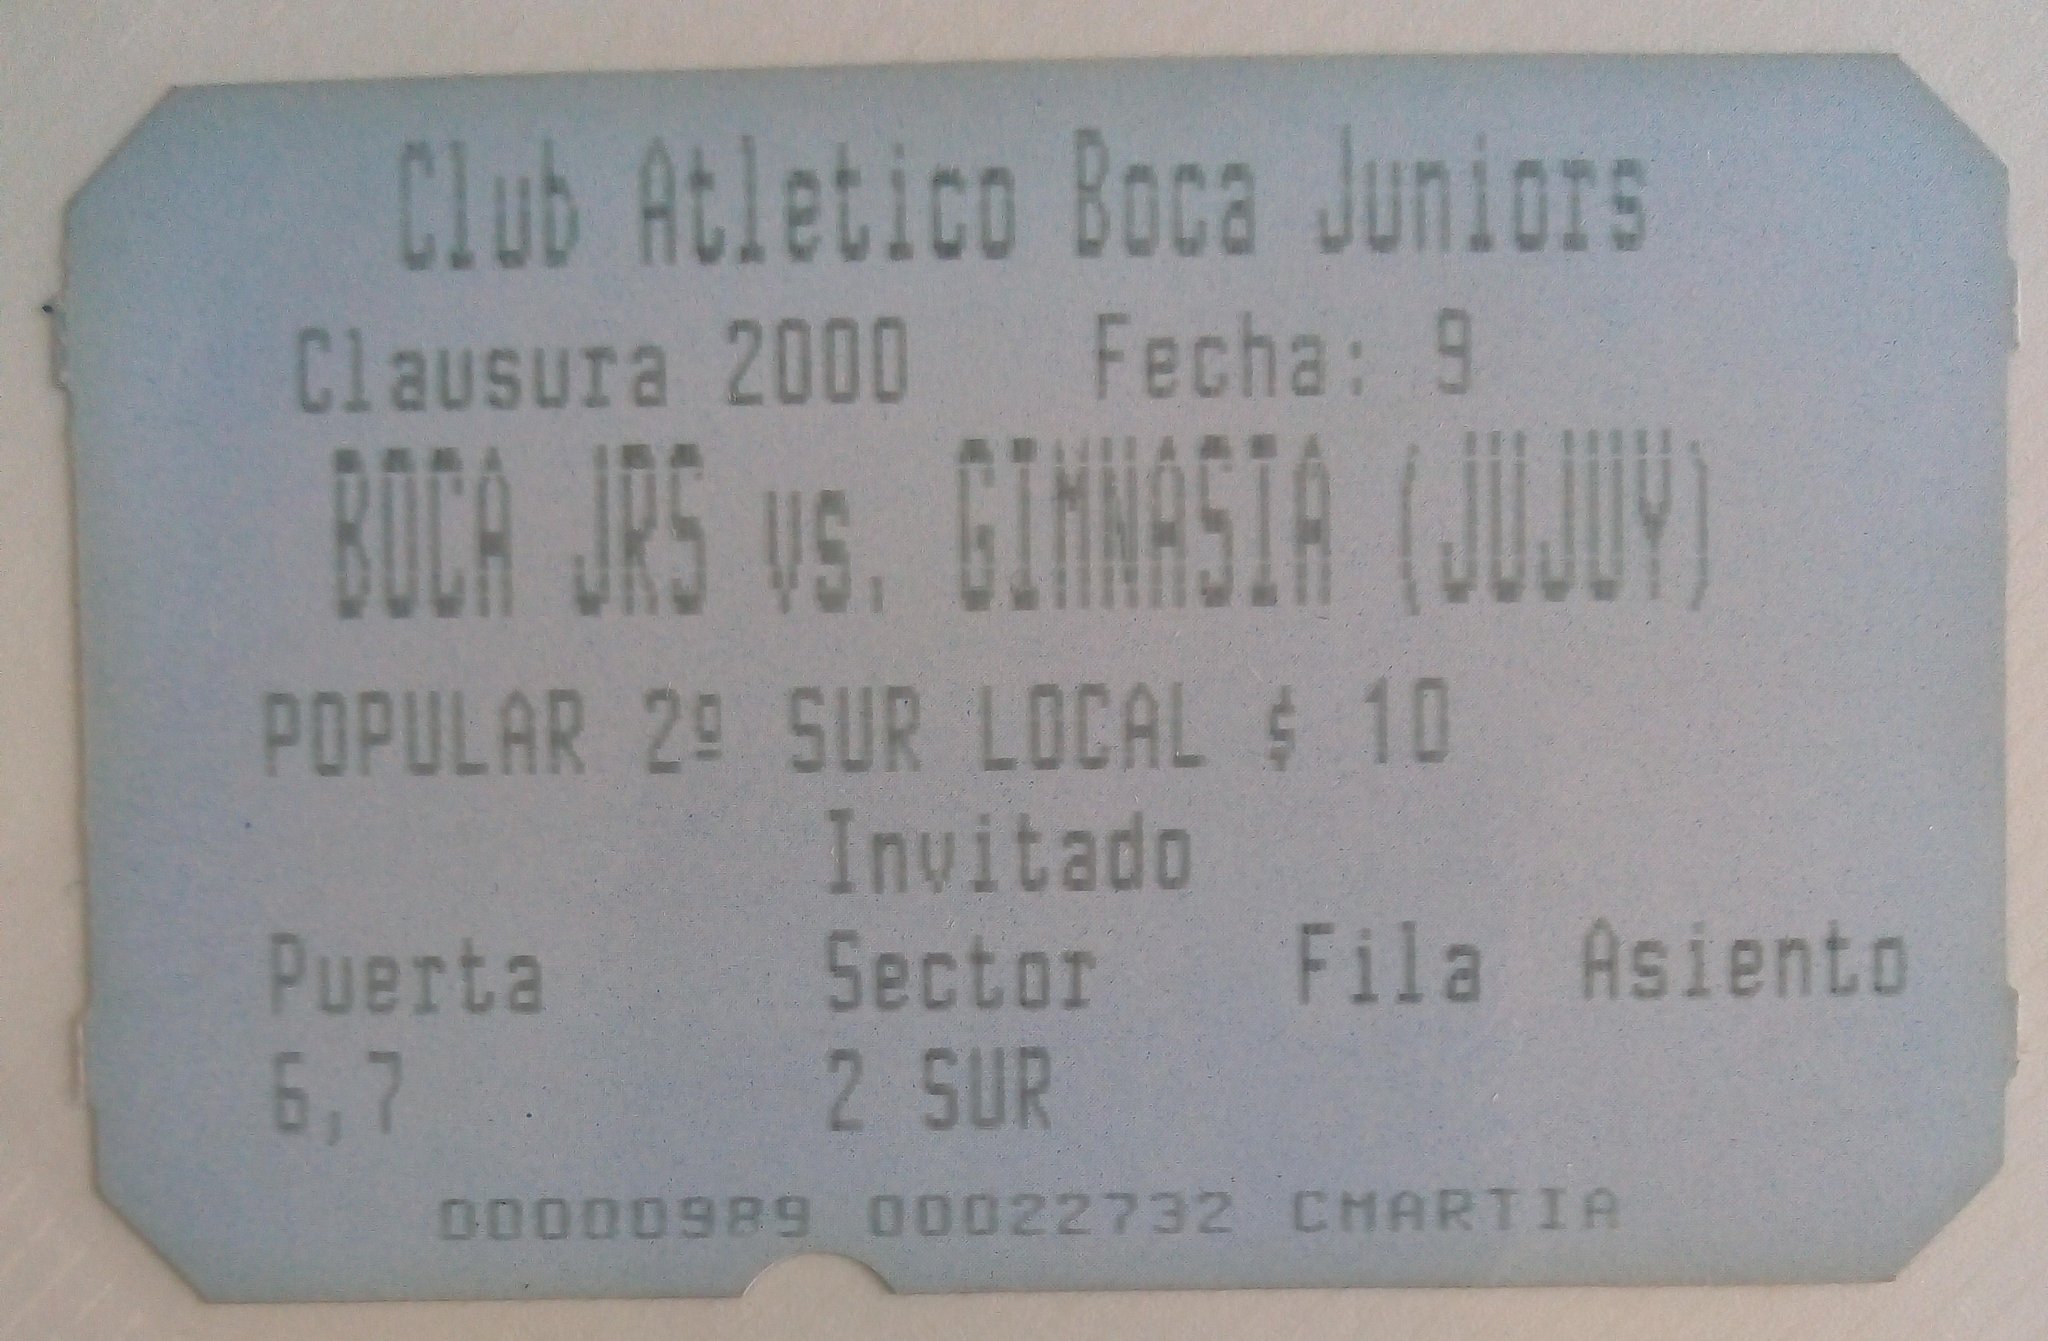 Club Atletico Boca Juniors
Clausura 2000 Fecha: 9
BOCA JRS vs. GIMNASIA (JUJUY)
POPULAR 2º SUR LOCAL $ 10
Invitado
Puerta Sector Fila Asiento
6,7 2 SUR
00000989 00022732 CMARTIA